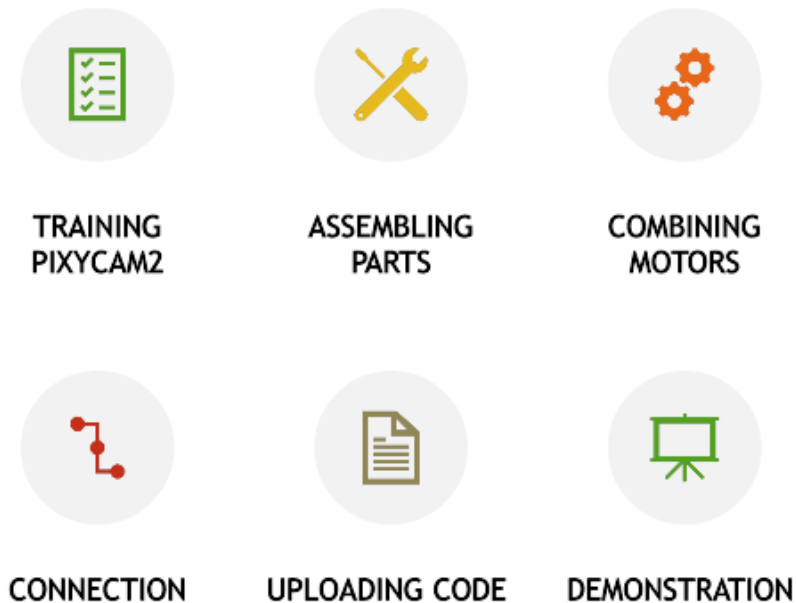 TRAINING
PIXYCAM2
ASSEMBLING
PARTS
COMBINING
MOTORS
CONNECTION
UPLOADING CODE
DEMONSTRATION